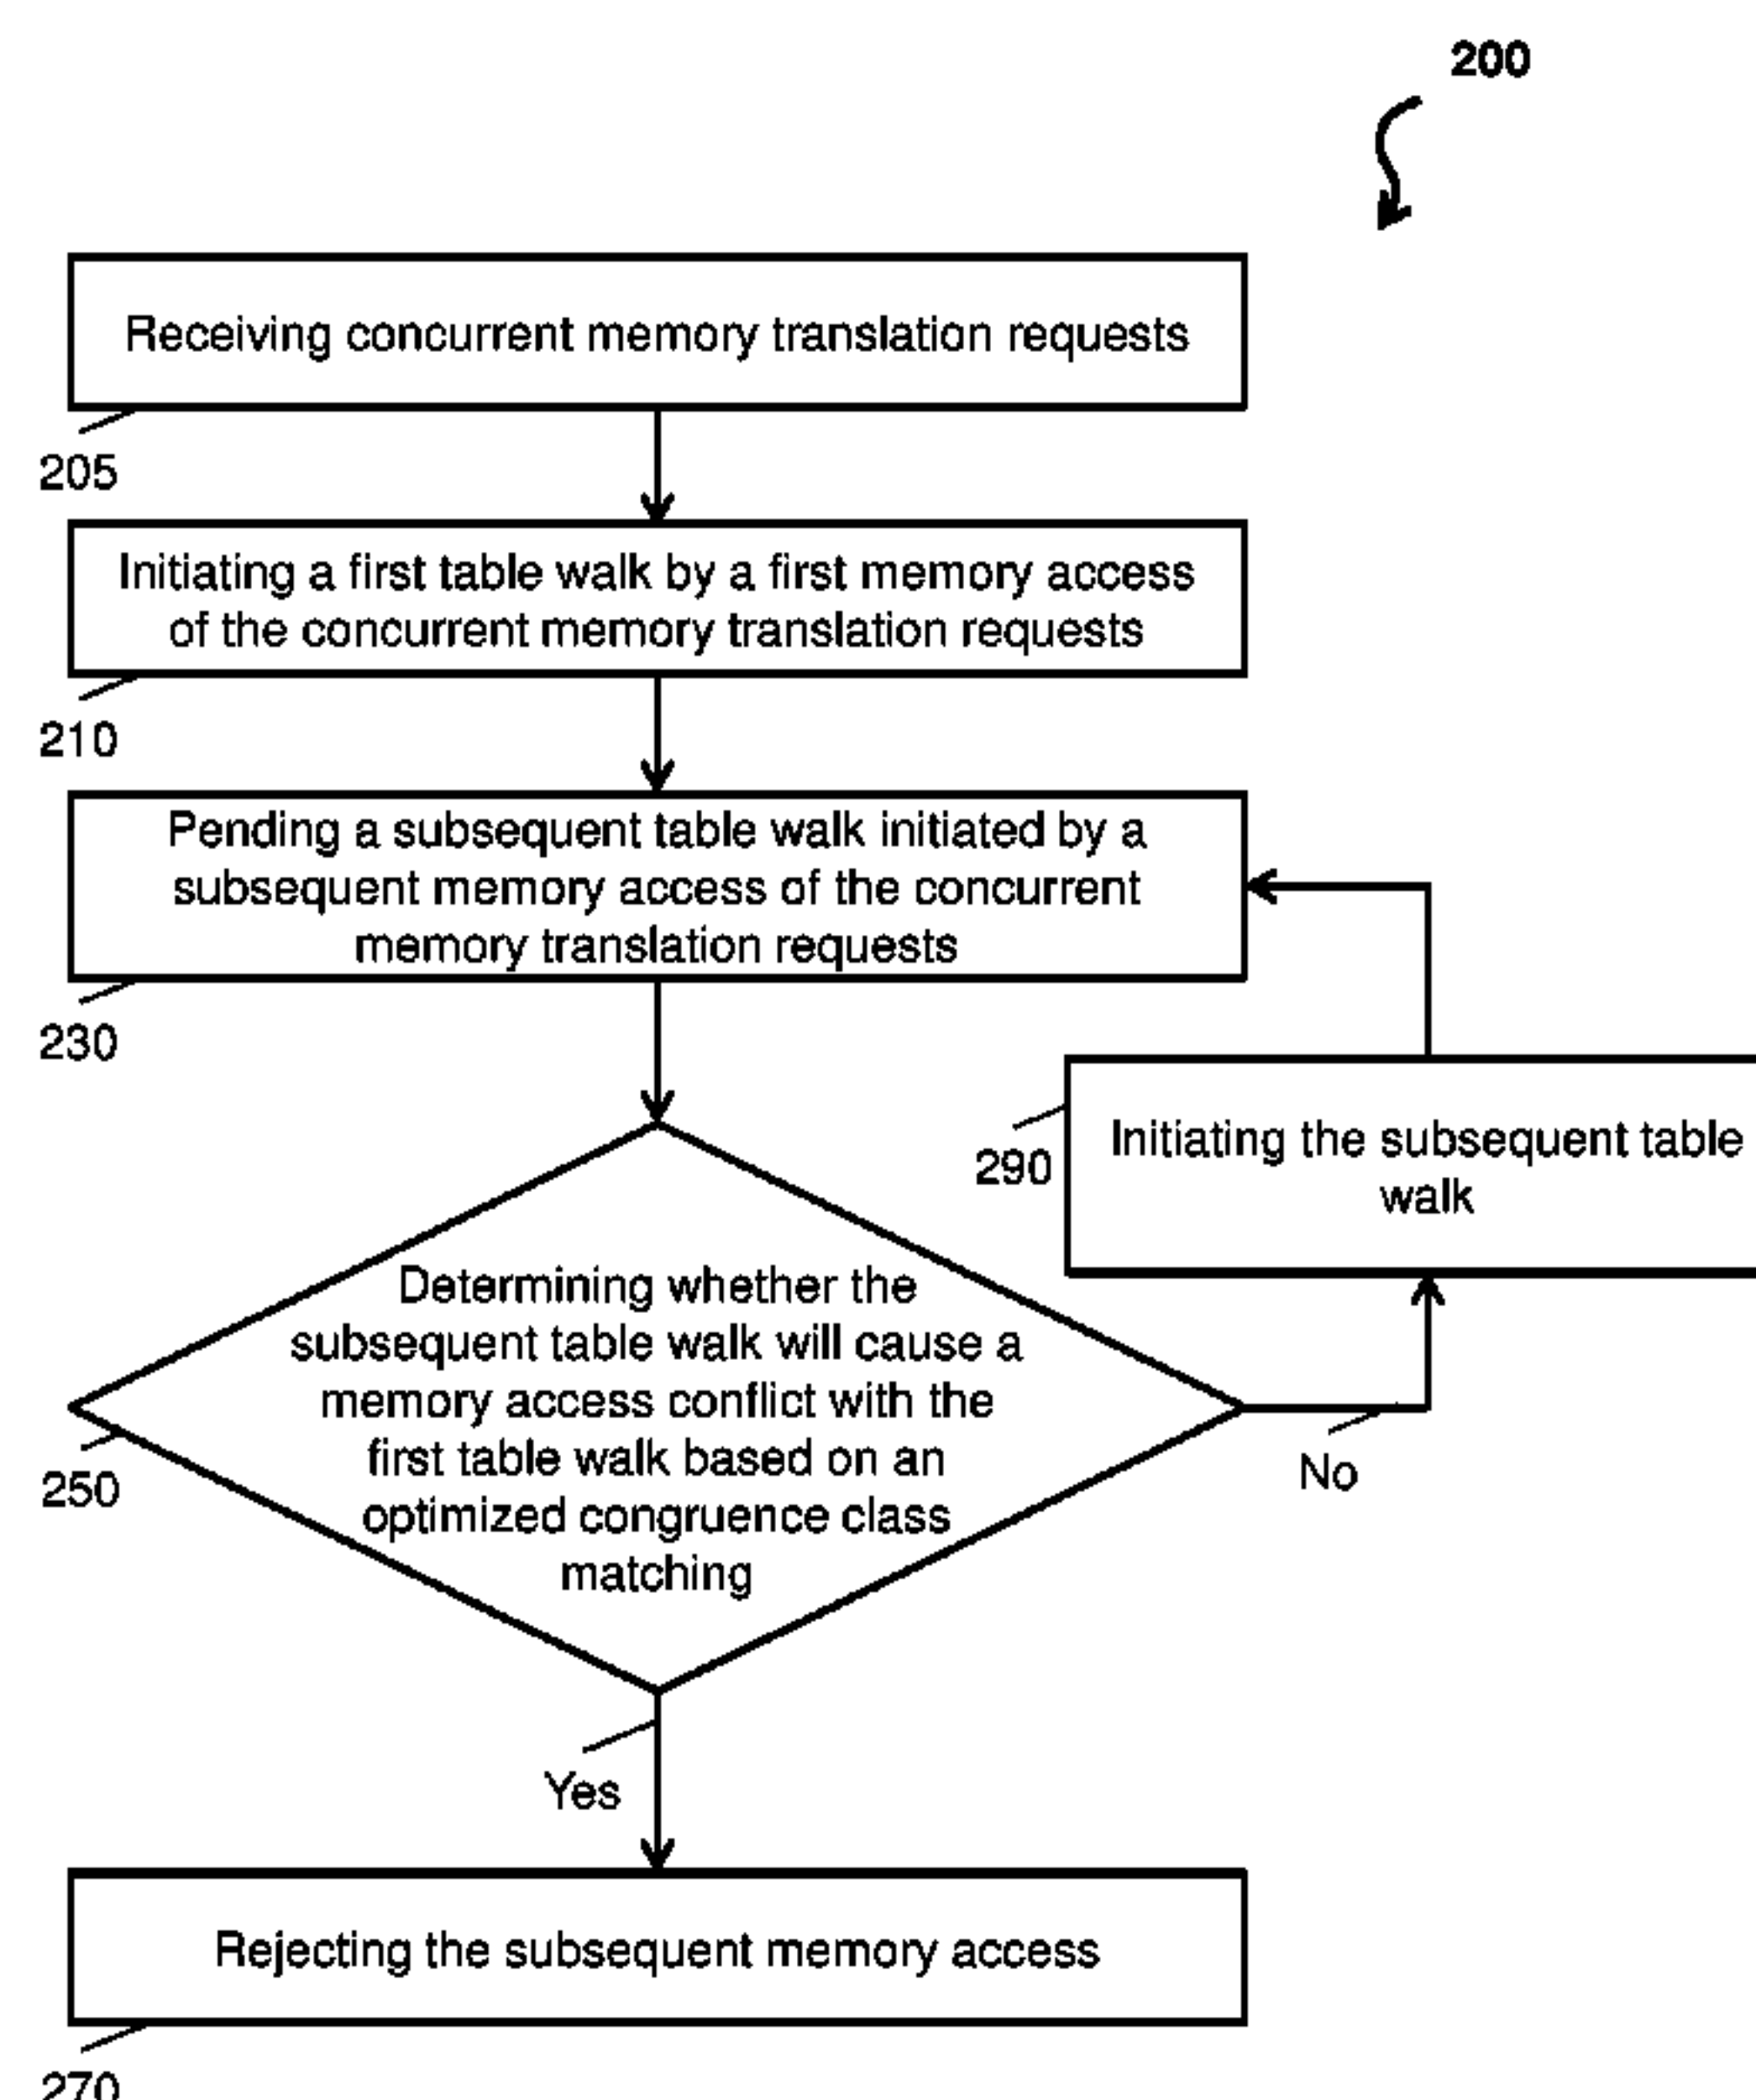 200
Receiving concurrent memory translation requests
205
Initiating a first table walk by a first memory access
of the concurrent memory translation requests
210
Pending a subsequent table walk initiated by a
subsequent memory access of the concurrent
memory translation requests
230
290
Initiating the subsequent table
walk
Determining whether the
subsequent table walk will cause a
memory access conflict with the
first table walk based on an
optimized congruence class
matching
250
No
Yes
Rejecting the subsequent memory access
270